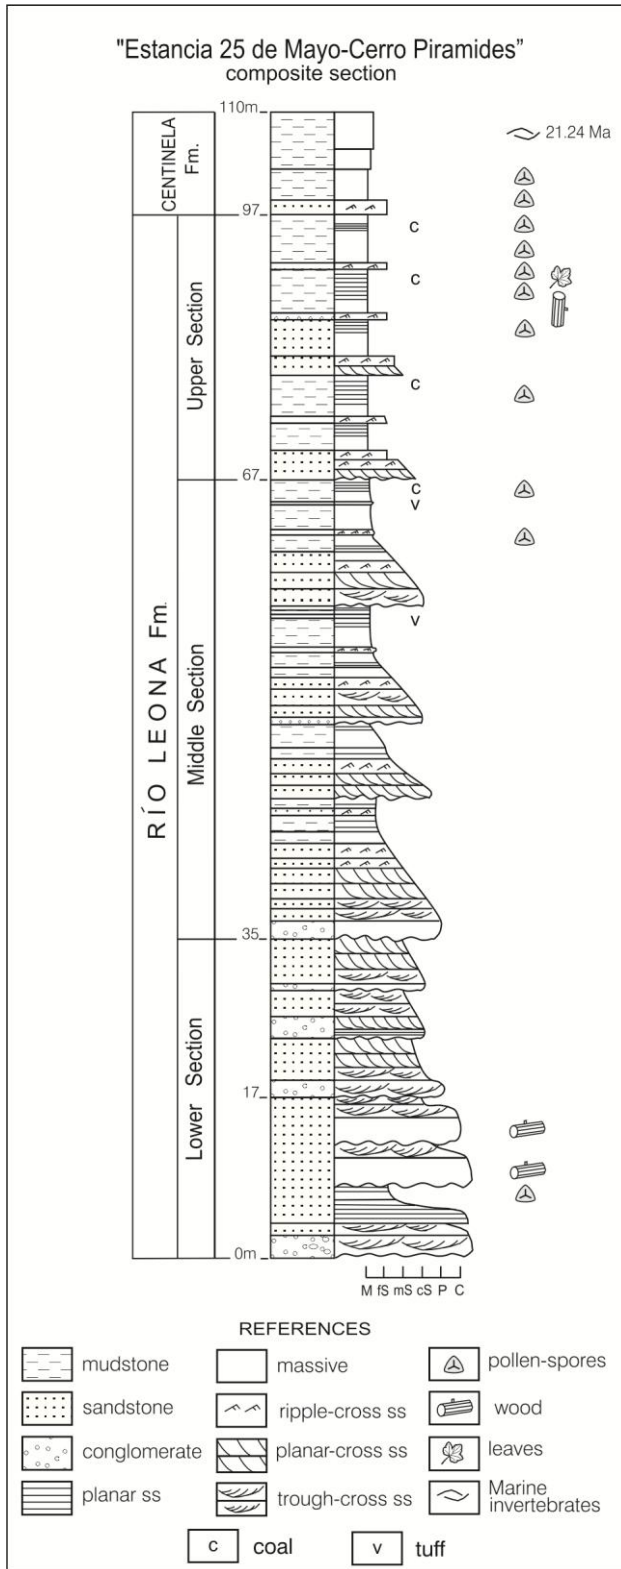 "Estancia 25 de Mayo-Cerro Piramides”
composite section
110m
CENTINELA
Fm.
21.24 Ma
97
c
c
Upper Section
c
67
c
v
v
RÍO LEONA Fm.
Middle Section
35
Lower Section
17
0m
M fS mS cS P C
REFERENCES
mudstone massive pollen-spores
sandstone ripple-cross ss wood
conglomerate planar-cross ss leaves
planar ss trough-cross ss Marine
invertebrates
c coal v tuff